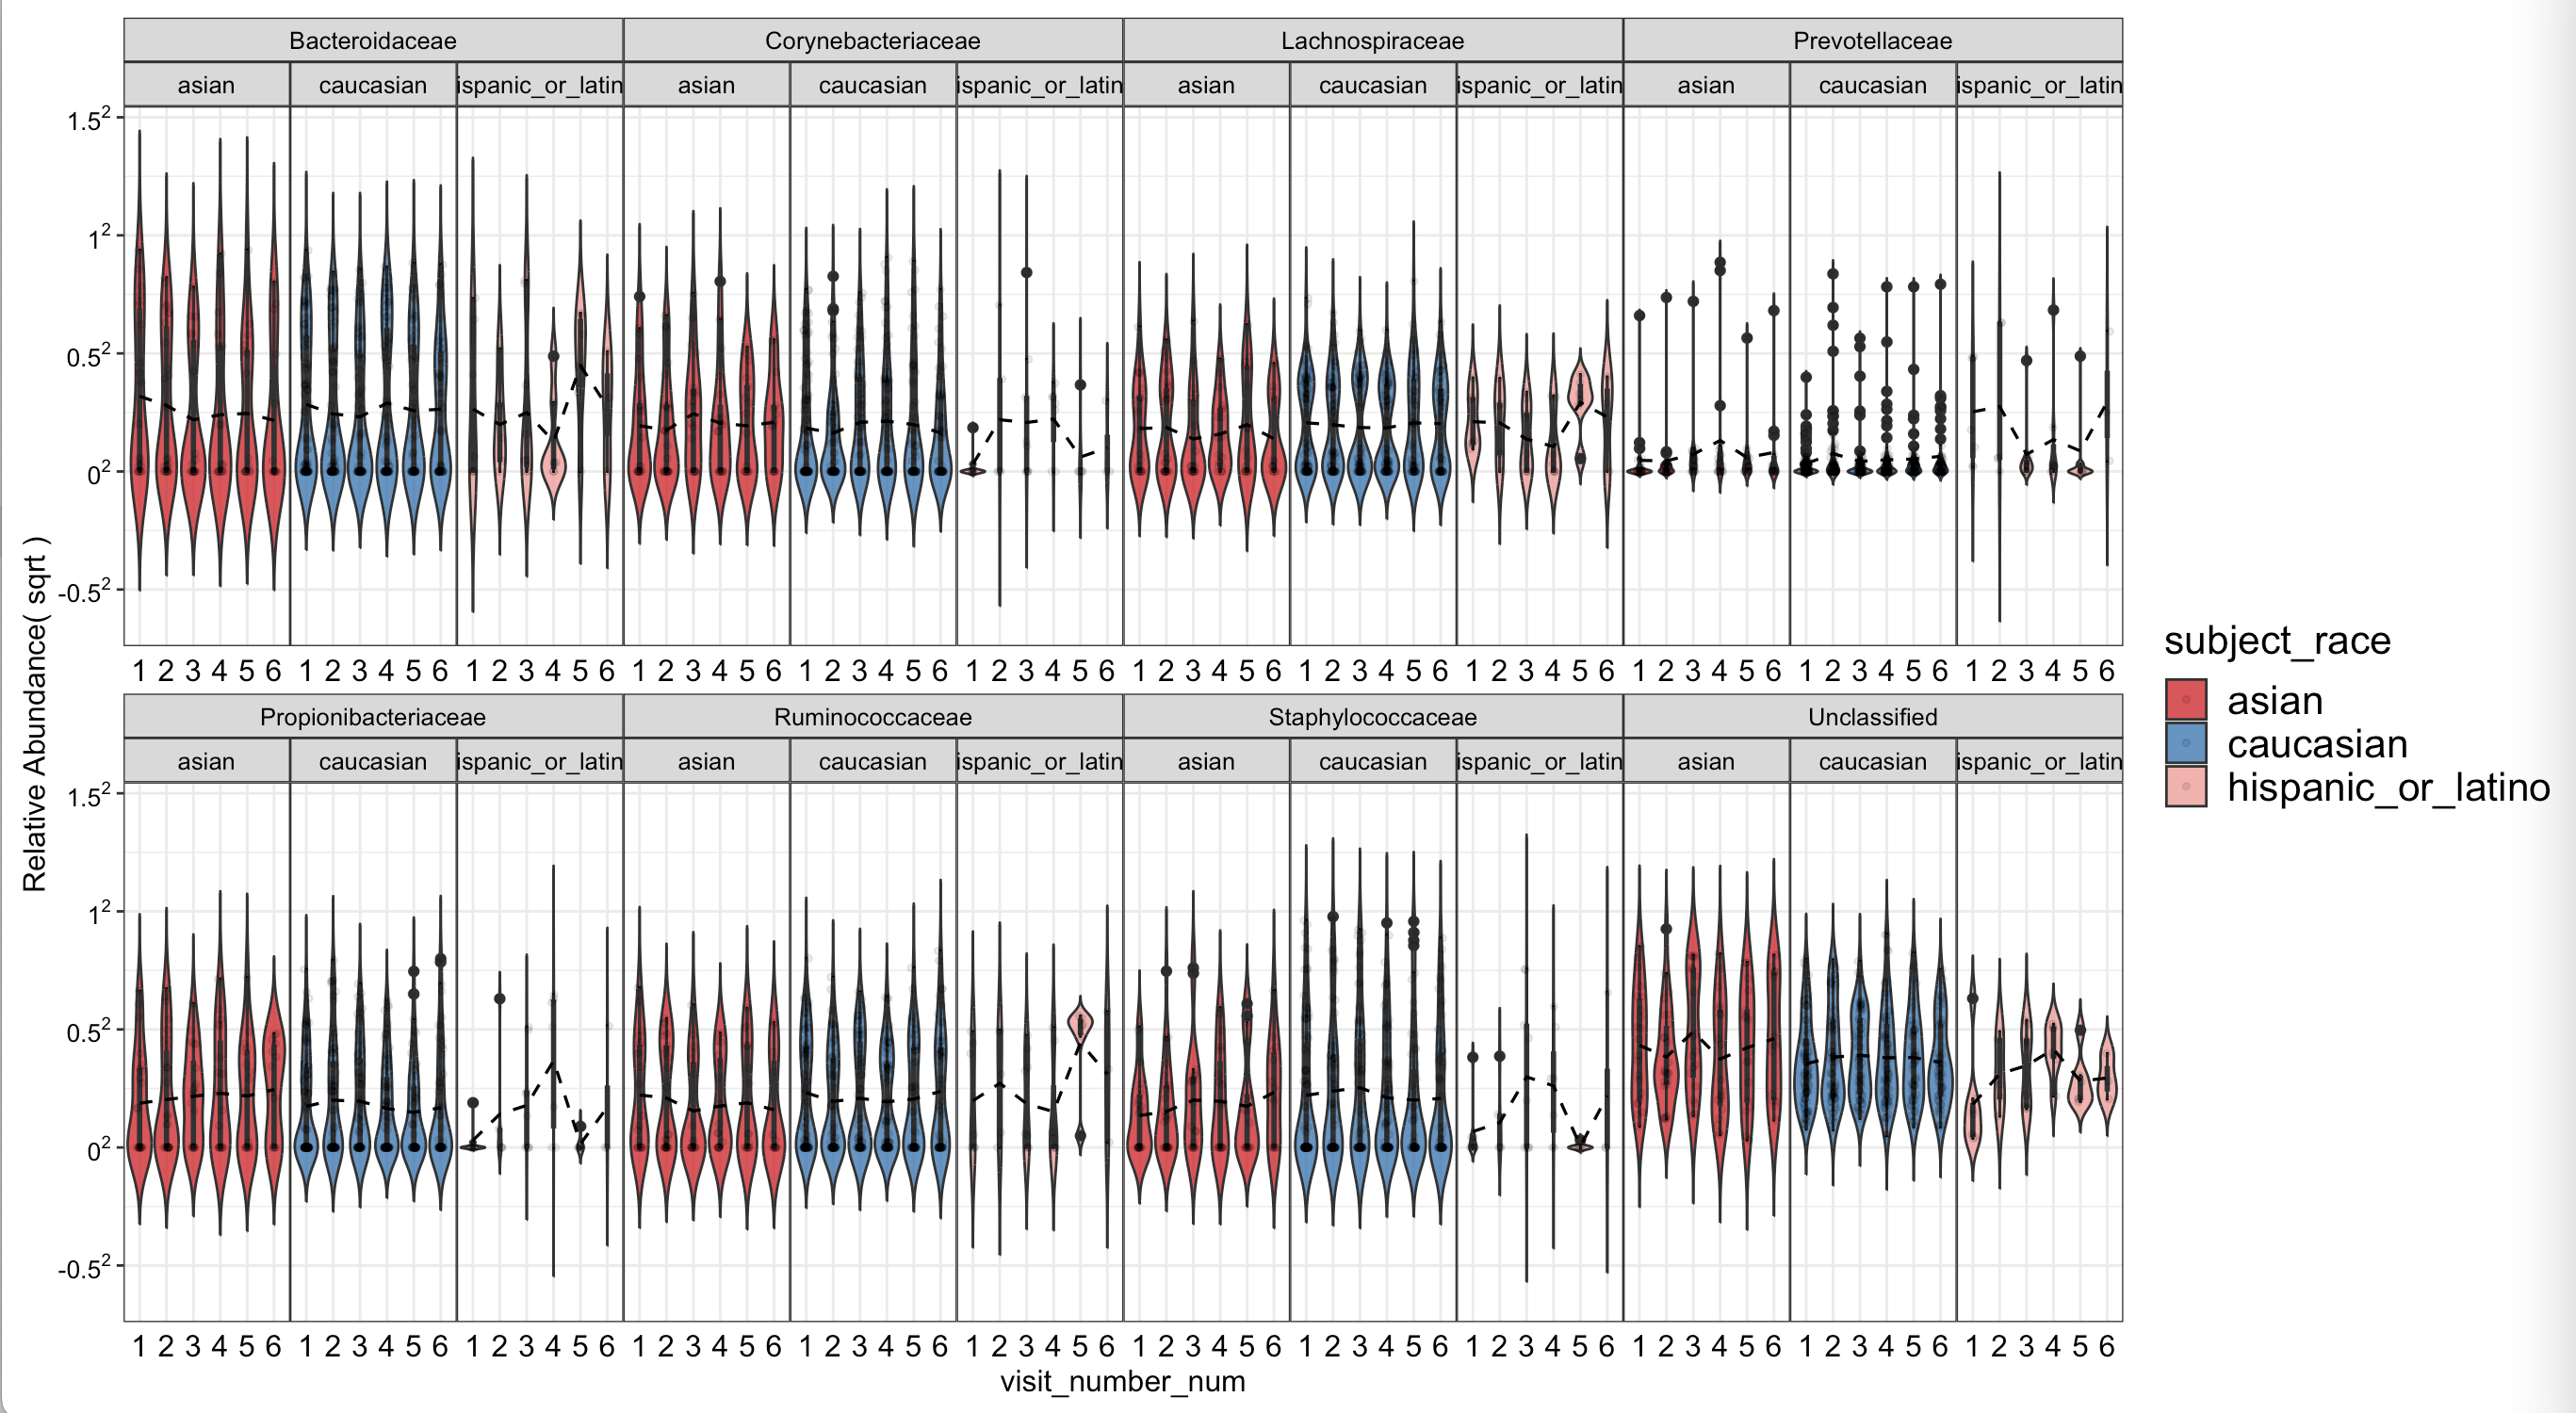 Bacteroidaceae Corynebacteriaceae Lachnospiraceae Prevotellaceae
asian caucasian ispanic_or_latin asian caucasian ispanic_or_latin asian caucasian ispanic_or_latin asian caucasian ispanic_or_latin
1.5²
1²
0.5²
0²
-0.5²
1 2 3 4 5 6 1 2 3 4 5 6 1 2 3 4 5 6 1 2 3 4 5 6 1 2 3 4 5 6 1 2 3 4 5 6 1 2 3 4 5 6 1 2 3 4 5 6 1 2 3 4 5 6 1 2 3 4 5 6 1 2 3 4 5 6 1 2 3 4 5 6
Propionibacteriaceae Ruminococcaceae Staphylococcaceae Unclassified
asian caucasian ispanic_or_latin asian caucasian ispanic_or_latin asian caucasian ispanic_or_latin asian caucasian ispanic_or_latin
1.5²
1²
0.5²
0²
-0.5²
1 2 3 4 5 6 1 2 3 4 5 6 1 2 3 4 5 6 1 2 3 4 5 6 1 2 3 4 5 6 1 2 3 4 5 6 1 2 3 4 5 6 1 2 3 4 5 6 1 2 3 4 5 6 1 2 3 4 5 6 1 2 3 4 5 6 1 2 3 4 5 6
visit_number_num
Relative Abundance( sqrt )
subject_race
asian
caucasian
hispanic_or_latino